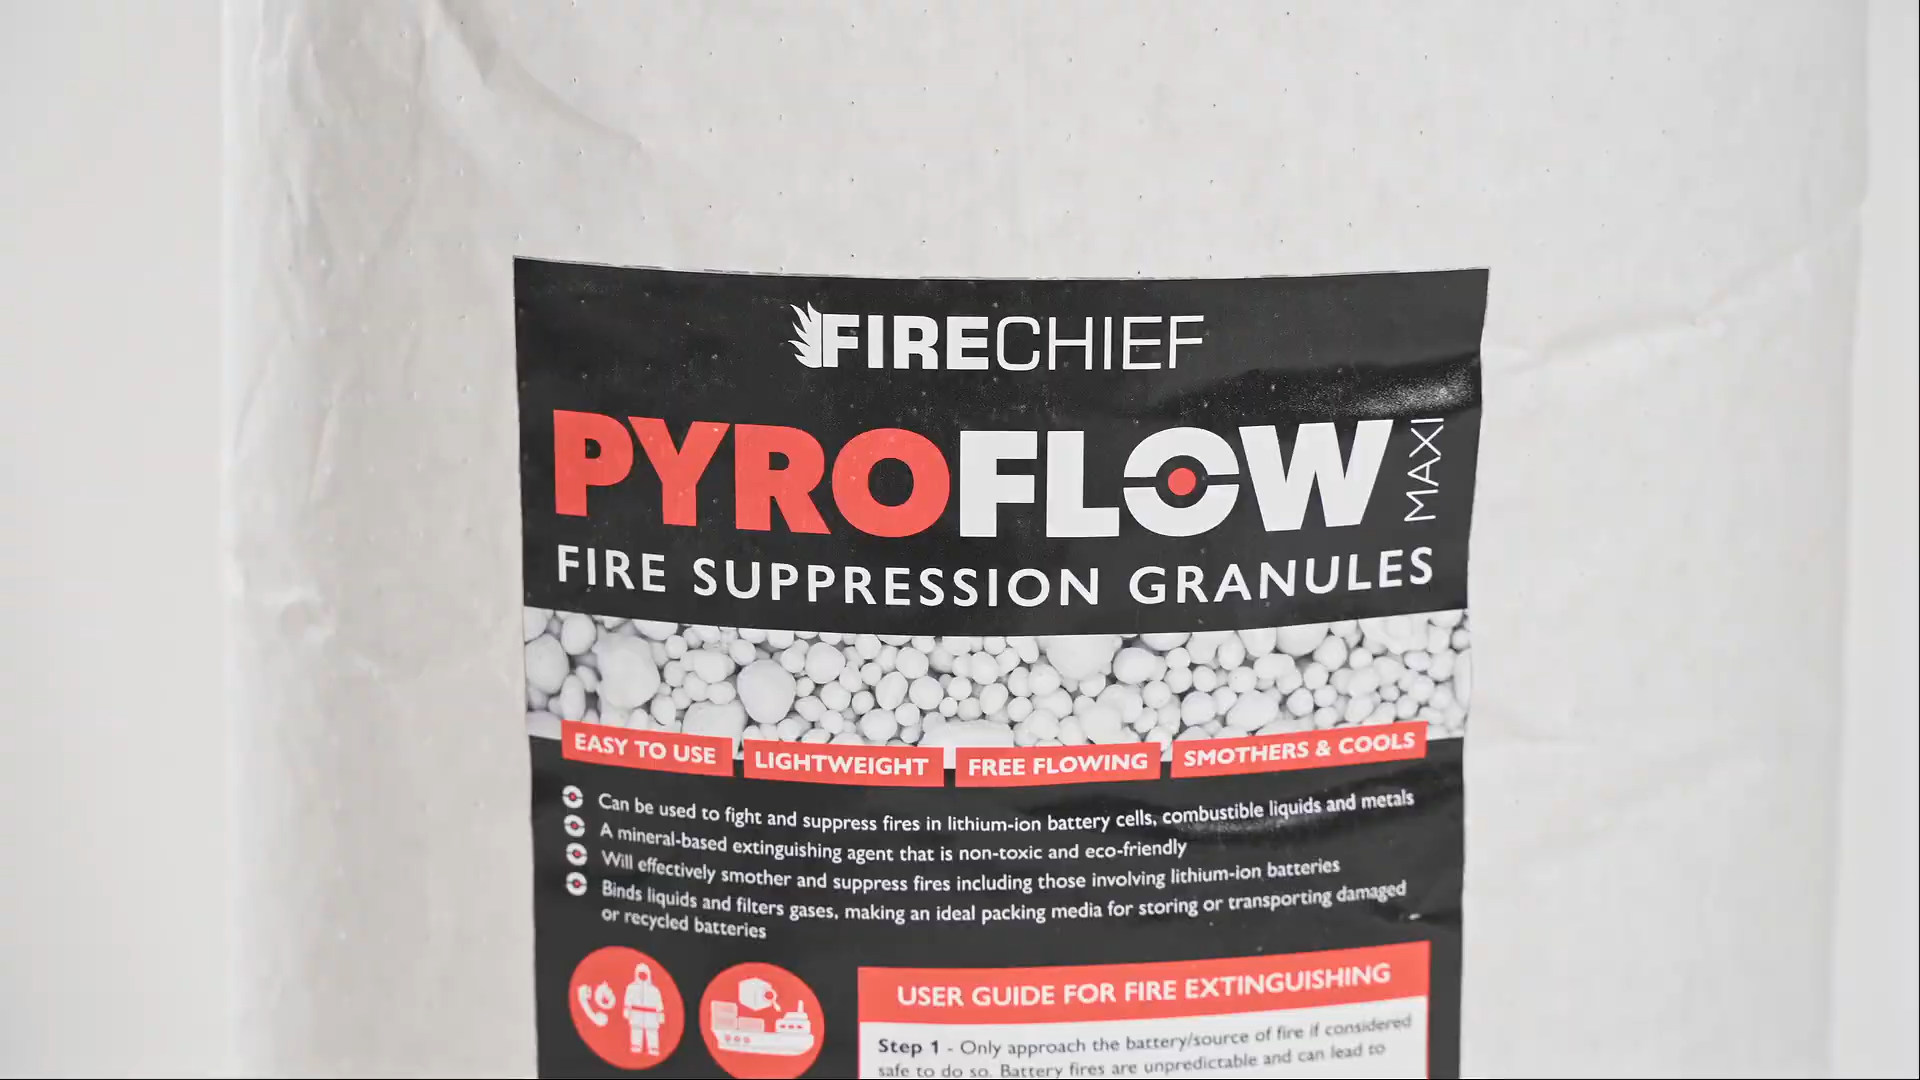 FIRECHIEF
PYROFLOW MAXI
FIRE SUPPRESSION GRANULES
EASY TO USE LIGHTWEIGHT FREE FLOWING SMOTHERS & COOLS
Can be used to fight and suppress fires in lithium-ion battery cells, combustible liquids and metals
A mineral-based extinguishing agent that is non-toxic and eco-friendly
Will effectively smother and suppress fires including those involving lithium-ion batteries
Binds liquids and filters gases, making an ideal packing media for storing or transporting damaged
or recycled batteries
USER GUIDE FOR FIRE EXTINGUISHING
Step 1 - Only approach the battery/source of fire if considered
safe to do so. Battery fires are unpredictable and can lead to